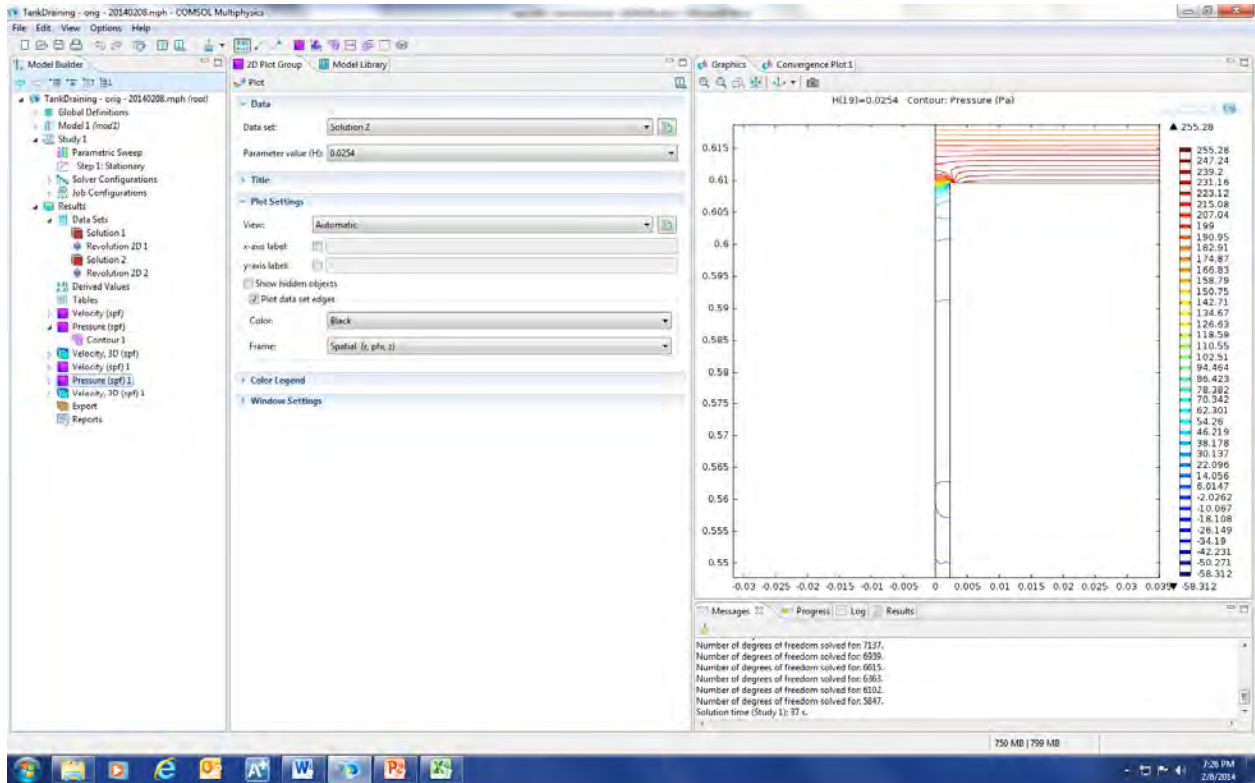 TankDraining - orig - 20140208.mph - COMSOL Multiphysics
File Edit View Options Help
Model Builder
TankDraining - orig - 20140208.mph (root)
Global Definitions
Model 1 (mod1)
Study 1
Parametric Sweep
Step 1: Stationary
Solver Configurations
Job Configurations
Results
Data Sets
Solution 1
Revolution 2D 1
Solution 2
Revolution 2D 2
Derived Values
Tables
Velocity (spf)
Pressure (spf)
Contour 1
Velocity, 3D (spf)
Velocity (spf) 1
Pressure (spf) 1
Velocity, 3D (spf) 1
Export
Reports
2D Plot Group Model Library
Plot
Data
Data set: Solution 2
Parameter value (H): 0.0254
Title
Plot Settings
View: Automatic
x-axis label:
y-axis label:
Show hidden objects
Plot data set edges
Color: Black
Frame: Spatial (r, phi, z)
Color Legend
Window Settings
Graphics Convergence Plot 1
H(19)=0.0254 Contour: Pressure (Pa)
0.615
0.61
0.605
0.6
0.595
0.59
0.585
0.58
0.575
0.57
0.565
0.56
0.555
0.55
-0.03 -0.025 -0.02 -0.015 -0.01 -0.005 0 0.005 0.01 0.015 0.02 0.025 0.03 0.035
255.28
255.28
247.24
239.2
231.16
223.12
215.08
207.04
199
190.95
182.91
174.87
166.83
158.79
150.75
142.71
134.67
126.63
118.59
110.55
102.51
94.464
86.423
78.382
70.342
62.301
54.26
46.219
38.178
30.137
22.096
14.056
6.0147
-2.0262
-10.067
-18.108
-26.149
-34.19
-42.231
-50.271
-58.312
-58.312
Messages Progress Log Results
Number of degrees of freedom solved for: 7137.
Number of degrees of freedom solved for: 6939.
Number of degrees of freedom solved for: 6615.
Number of degrees of freedom solved for: 6363.
Number of degrees of freedom solved for: 6102.
Number of degrees of freedom solved for: 5847.
Solution time (Study 1): 37 s.
750 MB | 799 MB
7:26 PM
2/8/2014